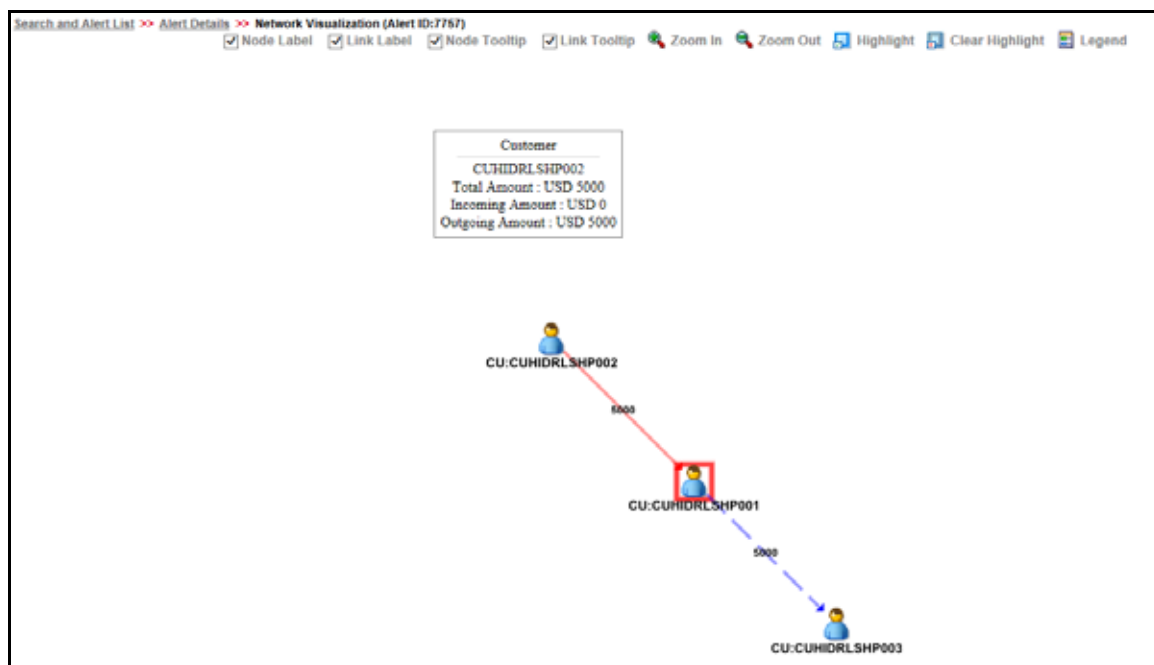 Search and Alert List >> Alert Details >> Network Visualization (Alert ID:7757)
Node Label Link Label Node Tooltip Link Tooltip Zoom In Zoom Out Highlight Clear Highlight Legend
Customer
CUHIDRLSHP002
Total Amount : USD 5000
Incoming Amount : USD 0
Outgoing Amount : USD 5000
CU:CUHIDRLSHP002
5000
CU:CUHIDRLSHP001
5000
CU:CUHIDRLSHP003